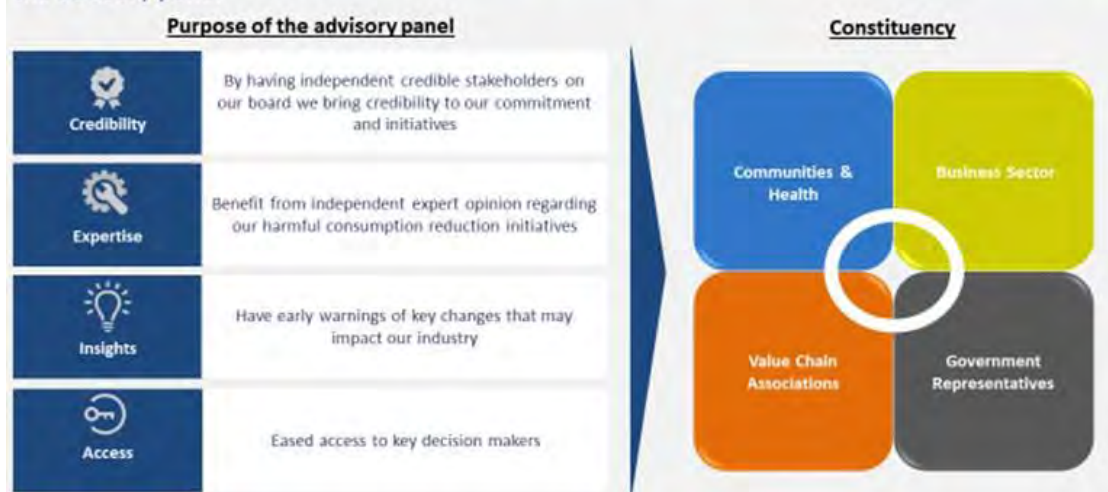 Purpose of the advisory panel
Credibility
By having independent credible stakeholders on
our board we bring credibility to our commitment
and initiatives
Expertise
Benefit from independent expert opinion regarding
our harmful consumption reduction initiatives
Insights
Have early warnings of key changes that may
impact our industry
Access
Eased access to key decision makers
Constituency
Communities &
Health
Business Sector
Value Chain
Associations
Government
Representatives